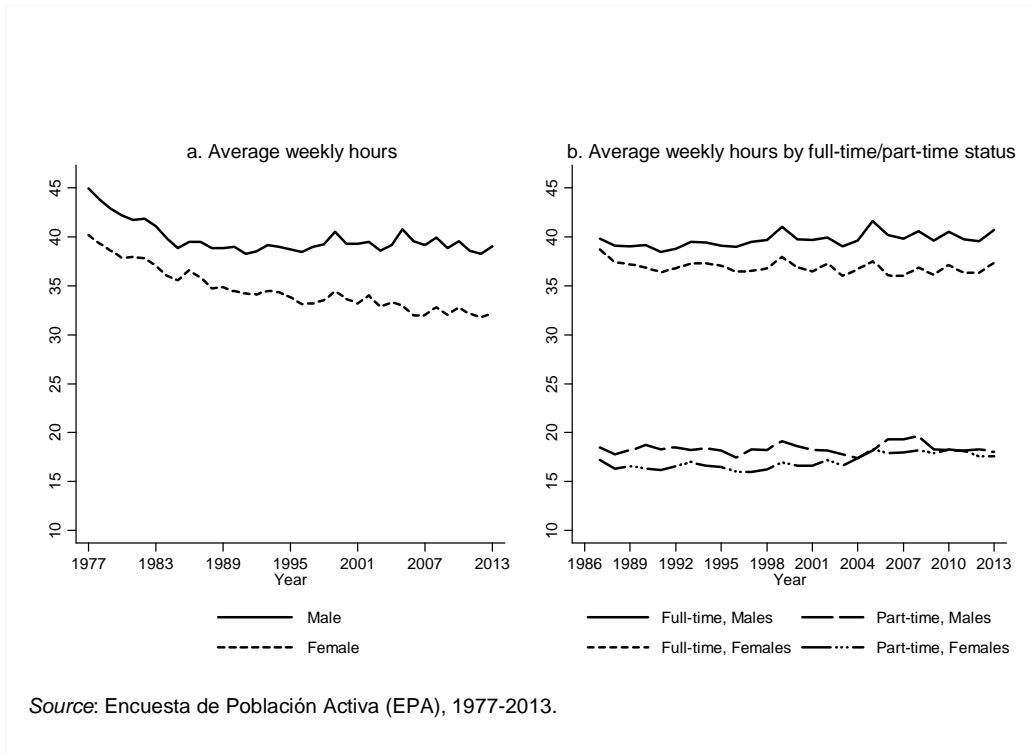 a. Average weekly hours
45
40
35
30
25
20
15
10
1977 1983 1989 1995 2001 2007 2013
Year
Male
Female
b. Average weekly hours by full-time/part-time status
45
40
35
30
25
20
15
10
1986 1989 1992 1995 1998 2001 2004 2007 2010 2013
Year
Full-time, Males Part-time, Males
Full-time, Females Part-time, Females
Source: Encuesta de Población Activa (EPA), 1977-2013.